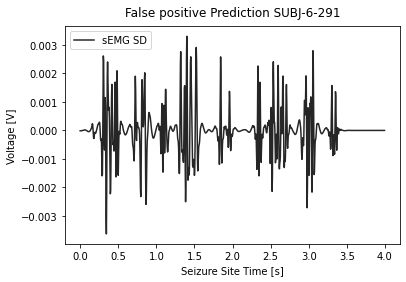 False positive Prediction SUBJ-6-291
sEMG SD
Voltage [V]
0.003
0.002
0.001
0.000
−0.001
−0.002
−0.003
0.0 0.5 1.0 1.5 2.0 2.5 3.0 3.5 4.0
Seizure Site Time [s]